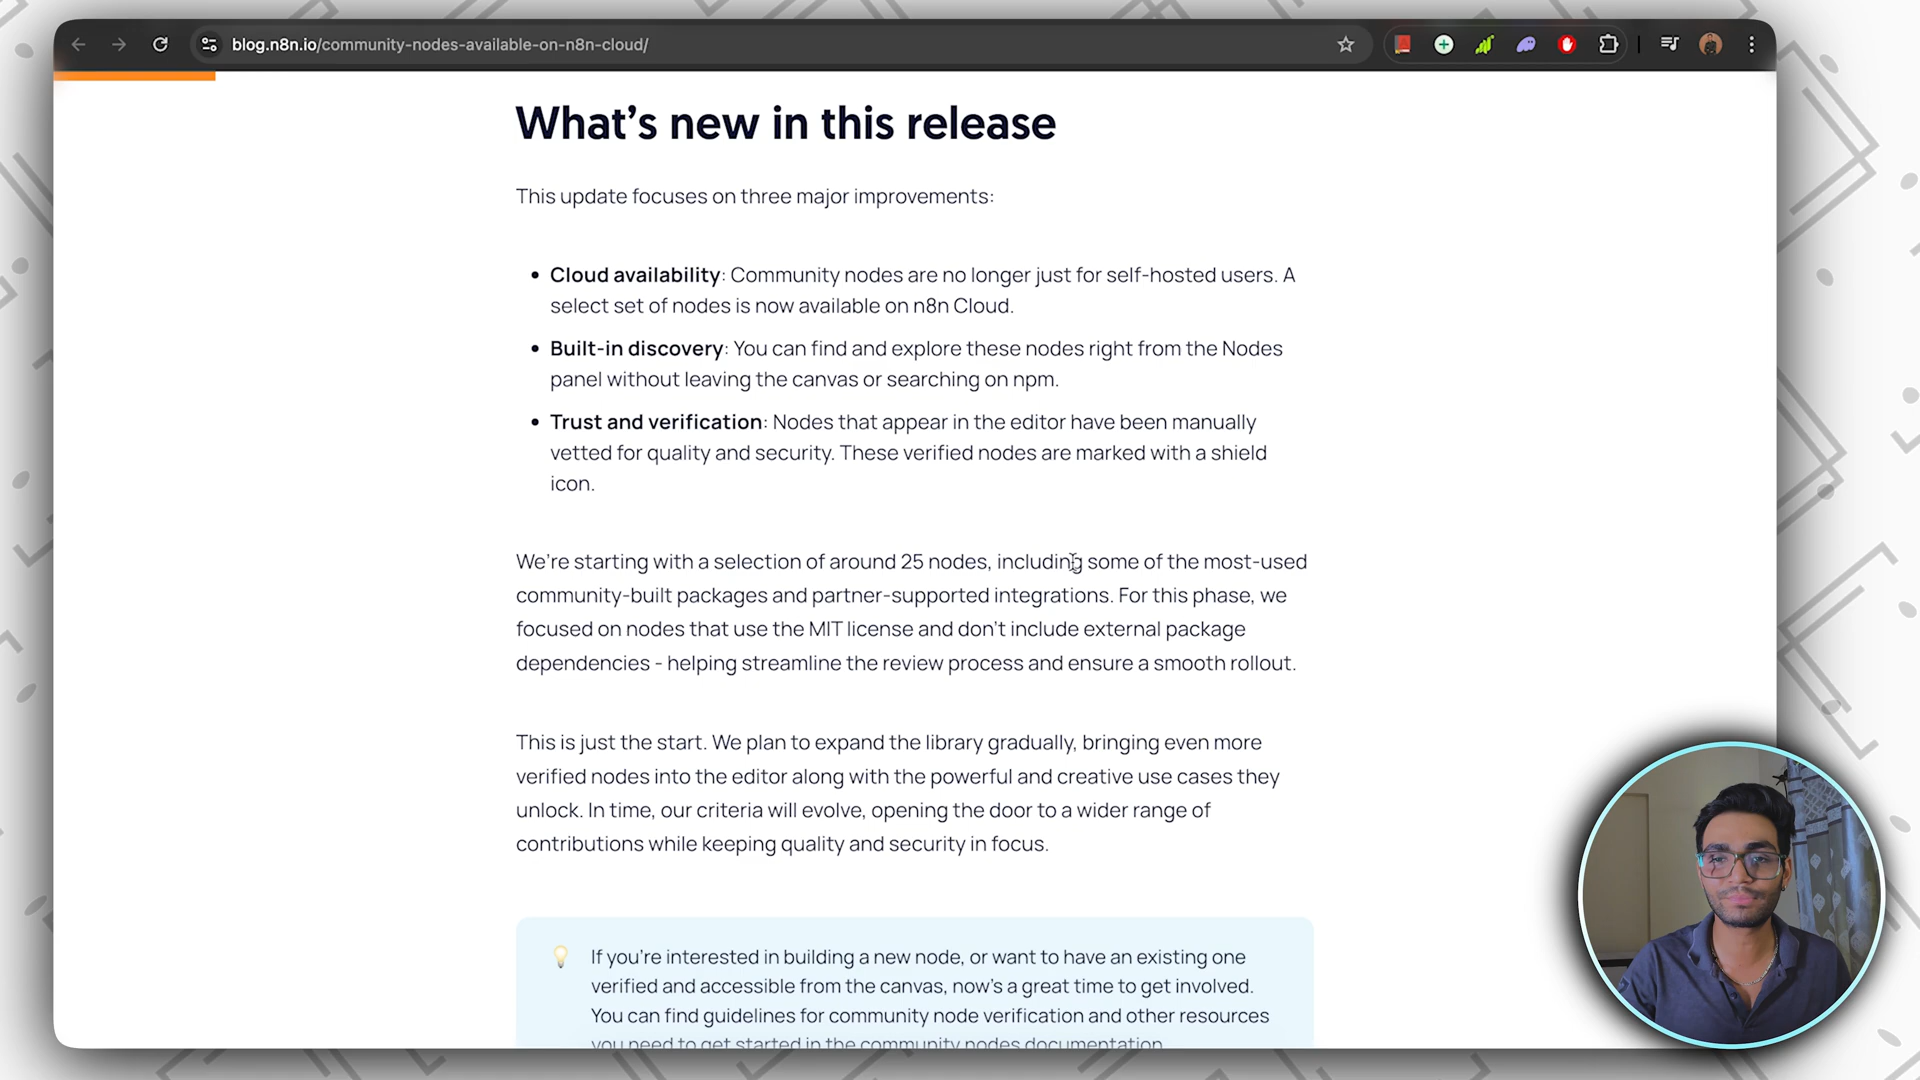 blog.n8n.io/community-nodes-available-on-n8n-cloud/
What’s new in this release
This update focuses on three major improvements:
• Cloud availability: Community nodes are no longer just for self-hosted users. A
select set of nodes is now available on n8n Cloud.
• Built-in discovery: You can find and explore these nodes right from the Nodes
panel without leaving the canvas or searching on npm.
• Trust and verification: Nodes that appear in the editor have been manually
vetted for quality and security. These verified nodes are marked with a shield
icon.
We’re starting with a selection of around 25 nodes, including some of the most-used
community-built packages and partner-supported integrations. For this phase, we
focused on nodes that use the MIT license and don’t include external package
dependencies - helping streamline the review process and ensure a smooth rollout.
This is just the start. We plan to expand the library gradually, bringing even more
verified nodes into the editor along with the powerful and creative use cases they
unlock. In time, our criteria will evolve, opening the door to a wider range of
contributions while keeping quality and security in focus.
If you’re interested in building a new node, or want to have an existing one
verified and accessible from the canvas, now’s a great time to get involved.
You can find guidelines for community node verification and other resources
you need to get started in the community nodes documentation.